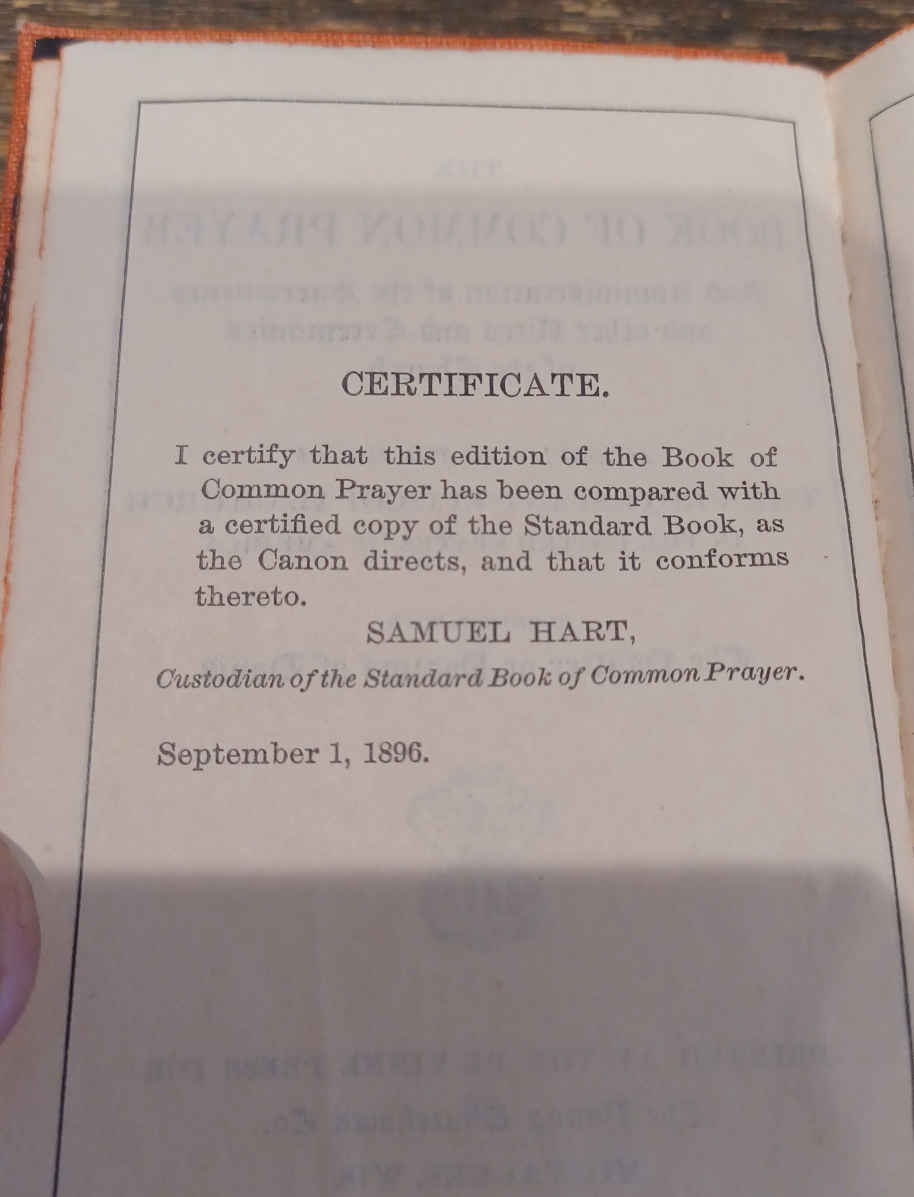 CERTIFICATE.
I certify that this edition of the Book of
Common Prayer has been compared with
a certified copy of the Standard Book, as
the Canon directs, and that it conforms
thereto.
SAMUEL HART,
Custodian of the Standard Book of Common Prayer.
September 1, 1896.